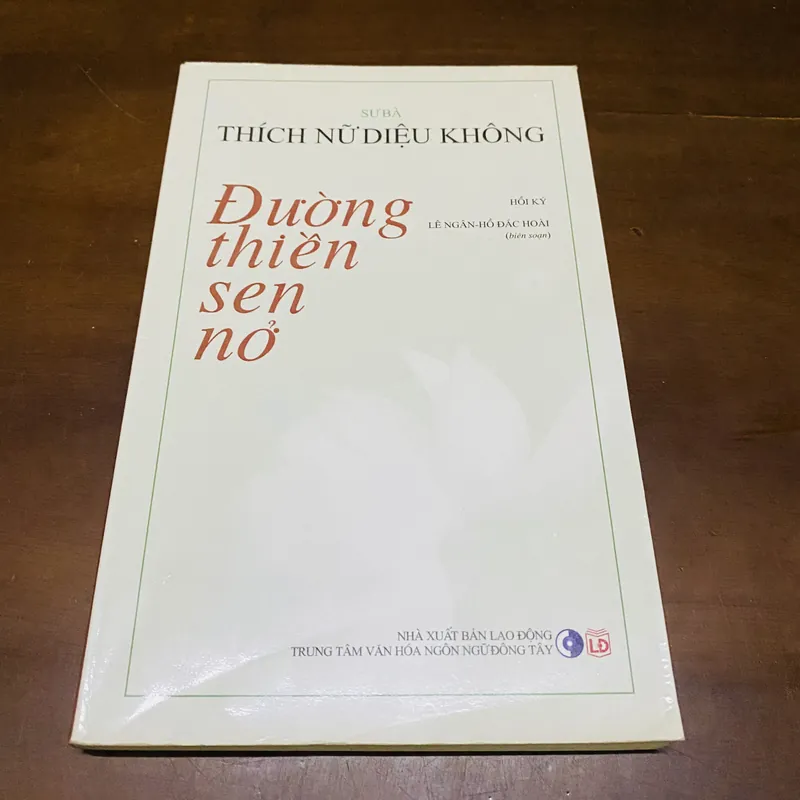 SƯ BÀ
THÍCH NỮ DIỆU KHÔNG
Đường
thiền
sen
nở
HỒI KÝ
LÊ NGÂN-HỒ ĐẮC HOÀI
(biên soạn)
NHÀ XUẤT BẢN LAO ĐỘNG
TRUNG TÂM VĂN HÓA NGÔN NGỮ ĐÔNG TÂY
LĐ